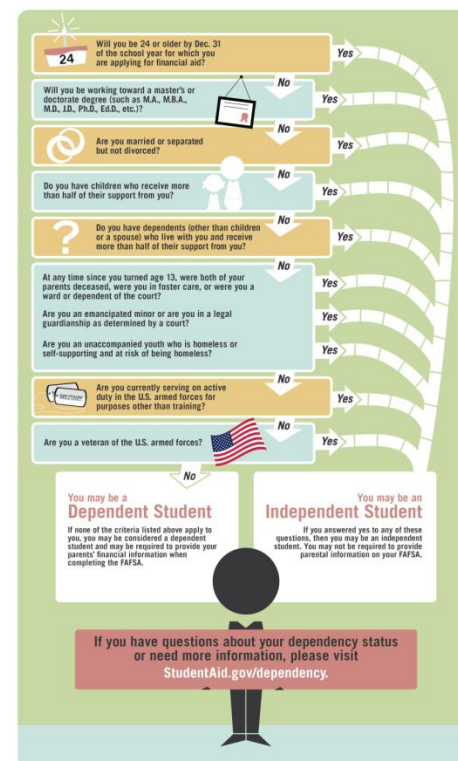 24
Will you be 24 or older by Dec. 31
of the school year for which you
are applying for financial aid?
Yes
No
Will you be working toward a master's or
doctorate degree (such as M.A., M.B.A.,
M.D., J.D., Ph.D., Ed.D., etc.)?
Yes
No
Are you married or separated
but not divorced?
Yes
No
Do you have children who receive more
than half of their support from you?
Yes
No
?
Do you have dependents (other than children
or a spouse) who live with you and receive
more than half of their support from you?
Yes
No
At any time since you turned age 13, were both of your
parents deceased, were you in foster care, or were you a
ward or dependent of the court?
Yes
Are you an emancipated minor or are you in a legal
guardianship as determined by a court?
Yes
Are you an unaccompanied youth who is homeless or
self-supporting and at risk of being homeless?
Yes
No
MILITARY
Are you currently serving on active
duty in the U.S. armed forces for
purposes other than training?
Yes
No
Are you a veteran of the U.S. armed forces?
Yes
No
You may be a
Dependent Student
If none of the criteria listed above apply to
you, you may be considered a dependent
student and may be required to provide your
parents' financial information when
completing the FAFSA.
You may be an
Independent Student
If you answered yes to any of these
questions, then you may be an independent
student. You may not be required to provide
parental information on your FAFSA.
If you have questions about your dependency status
or need more information, please visit
StudentAid.gov/dependency.